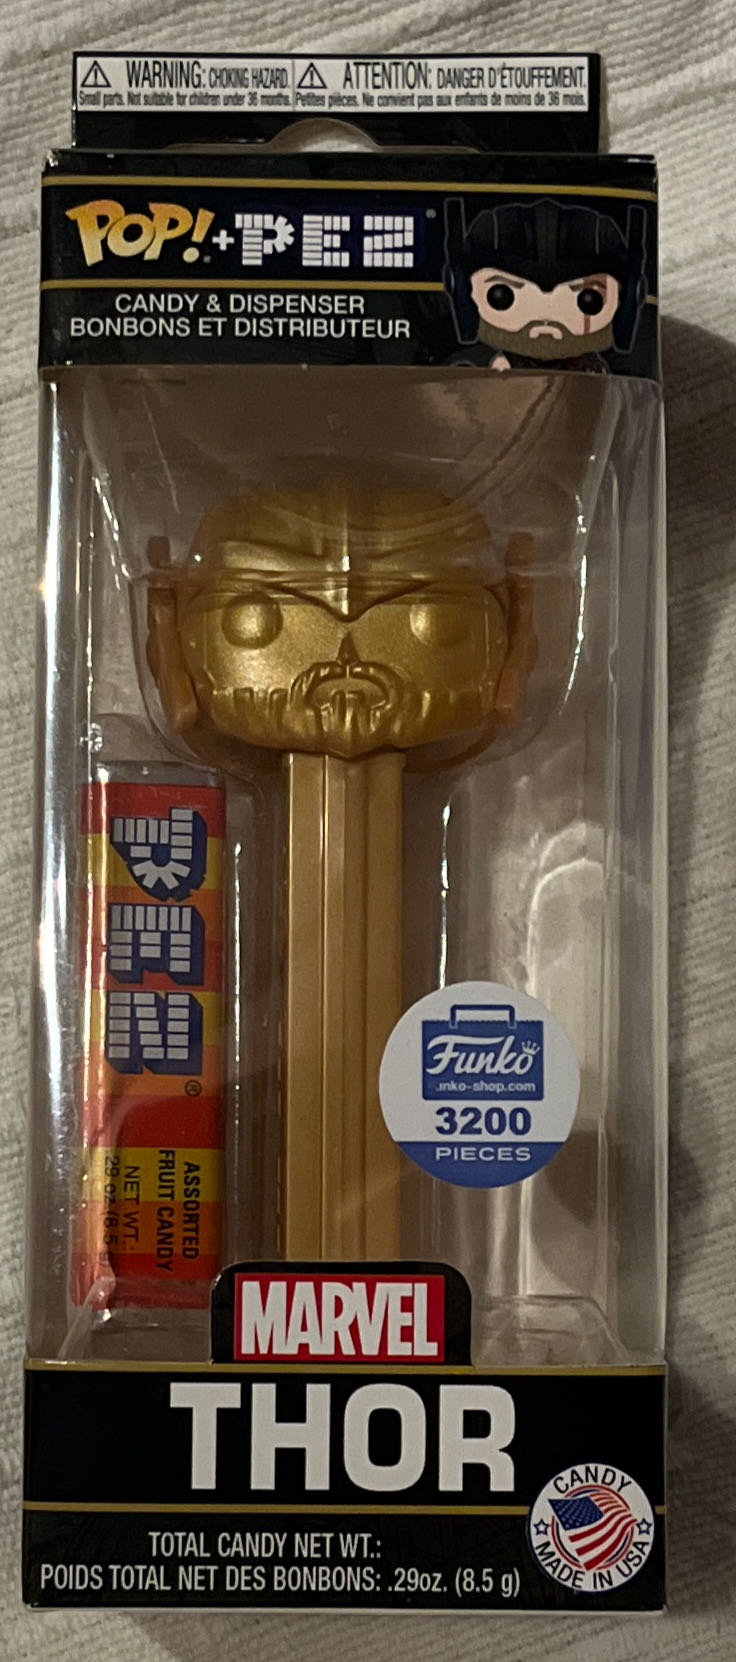 WARNING: CHOKING HAZARD.
Small parts. Not suitable for children under 36 months.
ATTENTION: DANGER D'ÉTOUFFEMENT.
Petites pièces. Ne convient pas aux enfants de moins de 36 mois.
POP!+PEZ®
CANDY & DISPENSER
BONBONS ET DISTRIBUTEUR
PEZ®
ASSORTED
FRUIT CANDY
NET WT.:
Funko
3200
PIECES
MARVEL
THOR
CANDY
MADE IN USA
TOTAL CANDY NET WT.:
POIDS TOTAL NET DES BONBONS: .29oz. (8.5 g)